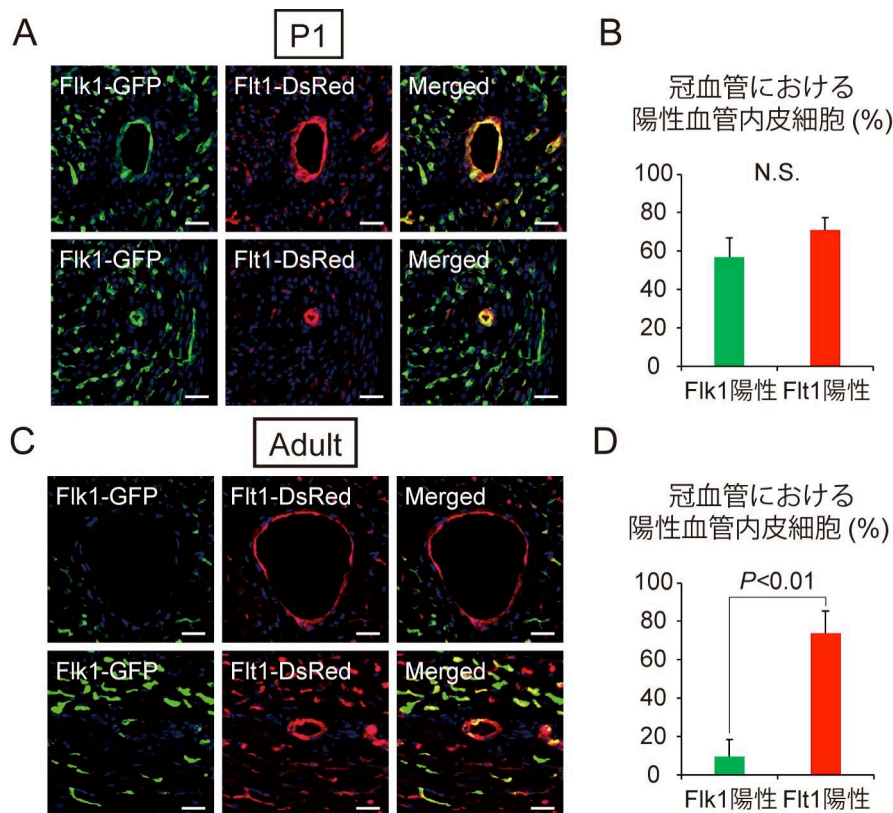 A
P1
Flk1-GFP
Flt1-DsRed
Merged
Flk1-GFP
Flt1-DsRed
Merged
B
冠血管における
陽性血管内皮細胞 (%)
N.S.
100
80
60
40
20
0
Flk1陽性
Flt1陽性
C
Adult
Flk1-GFP
Flt1-DsRed
Merged
Flk1-GFP
Flt1-DsRed
Merged
D
冠血管における
陽性血管内皮細胞 (%)
P<0.01
100
80
60
40
20
0
Flk1陽性
Flt1陽性